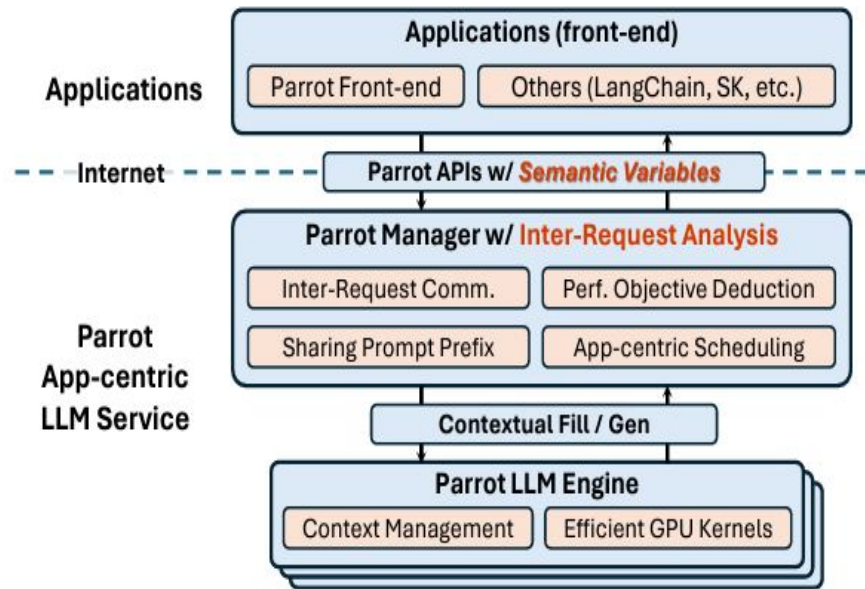 Applications (front-end)
Applications
Parrot Front-end
Others (LangChain, SK, etc.)
Internet
Parrot APIs w/ Semantic Variables
Parrot Manager w/ Inter-Request Analysis
Inter-Request Comm.
Perf. Objective Deduction
Sharing Prompt Prefix
App-centric Scheduling
Parrot
App-centric
LLM Service
Contextual Fill / Gen
Parrot LLM Engine
Context Management
Efficient GPU Kernels